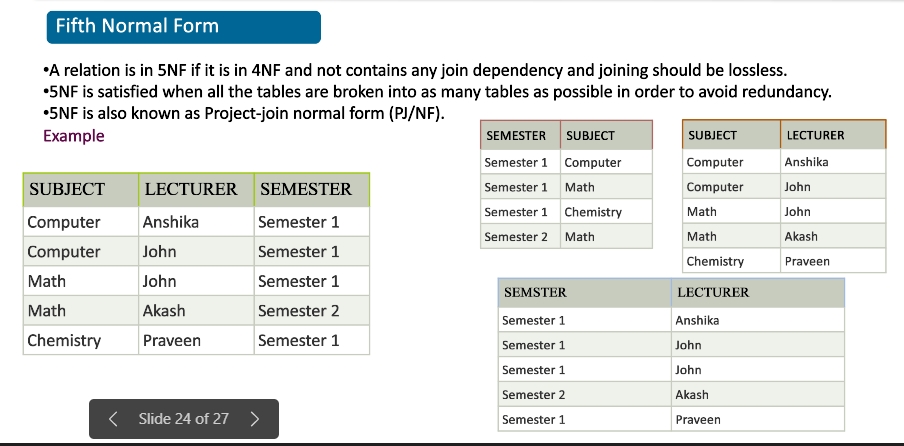 Fifth Normal Form
•A relation is in 5NF if it is in 4NF and not contains any join dependency and joining should be lossless.
•5NF is satisfied when all the tables are broken into as many tables as possible in order to avoid redundancy.
•5NF is also known as Project-join normal form (PJ/NF).
Example
SUBJECT LECTURER SEMESTER
Computer Anshika Semester 1
Computer John Semester 1
Math John Semester 1
Math Akash Semester 2
Chemistry Praveen Semester 1
SEMESTER SUBJECT
Semester 1 Computer
Semester 1 Math
Semester 1 Chemistry
Semester 2 Math
SUBJECT LECTURER
Computer Anshika
Computer John
Math John
Math Akash
Chemistry Praveen
SEMSTER LECTURER
Semester 1 Anshika
Semester 1 John
Semester 1 John
Semester 2 Akash
Semester 1 Praveen
< Slide 24 of 27 >